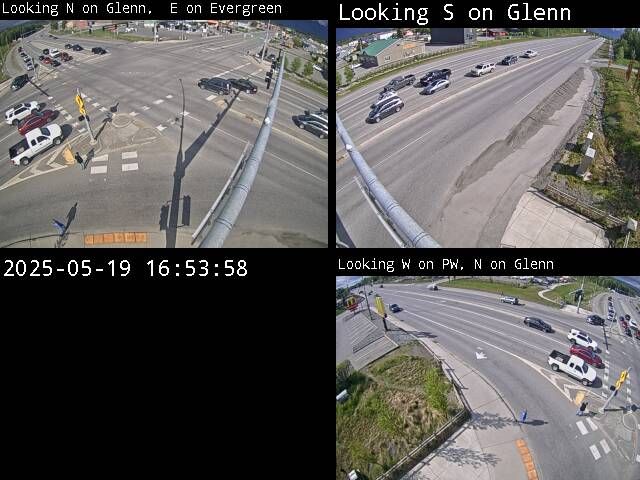 Looking N on Glenn,  E on Evergreen
Looking S on Glenn
2025-05-19 16:53:58
Looking W on PW, N on Glenn